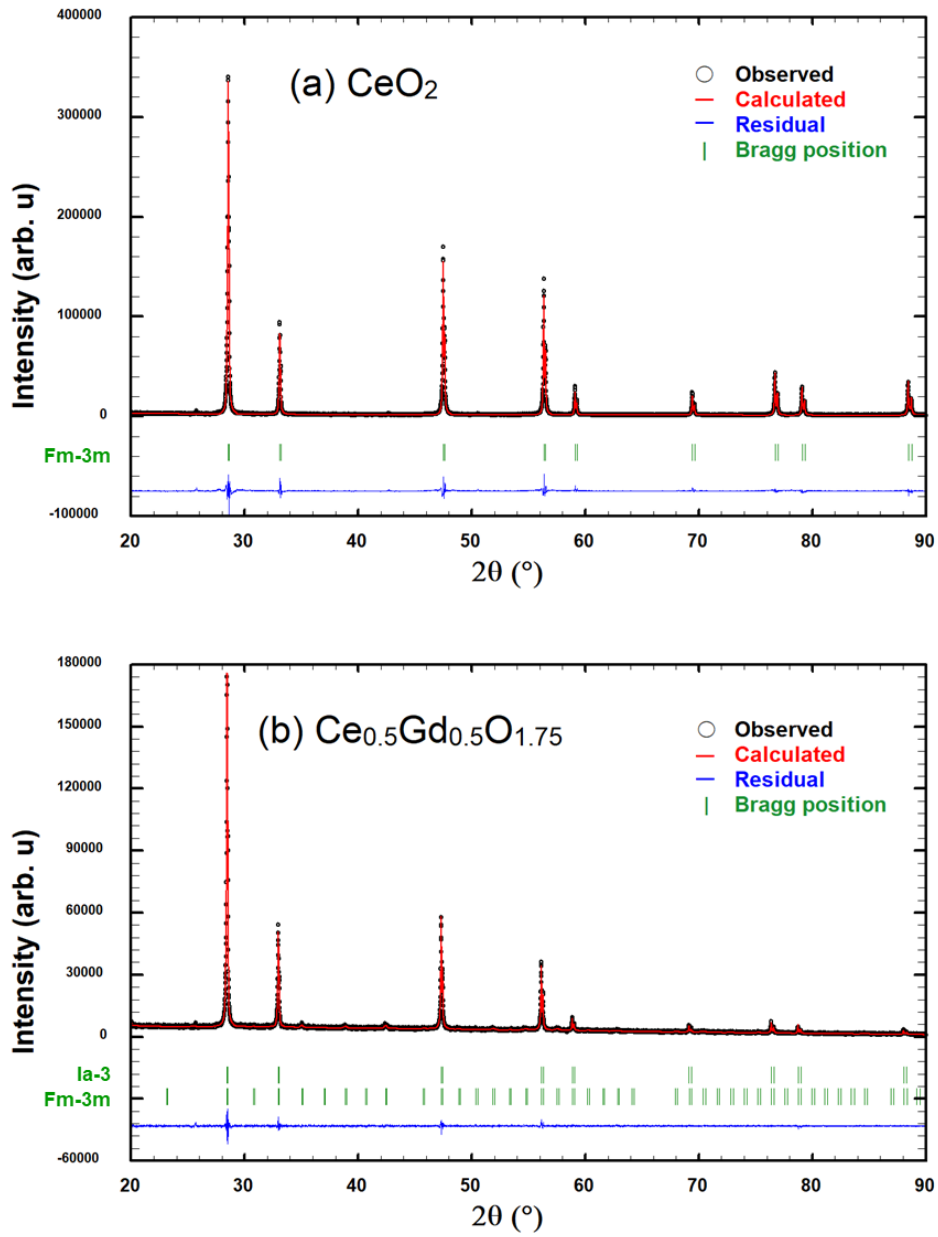 400000
(a) CeO₂
Observed
Calculated
Residual
Bragg position
300000
200000
100000
0
Fm-3m
-100000
Intensity (arb. u)
20 30 40 50 60 70 80 90
2θ (°)
180000
(b) Ce₀.₅Gd₀.₅O₁.₇₅
Observed
Calculated
Residual
Bragg position
150000
120000
90000
60000
30000
0
Ia-3
Fm-3m
-60000
Intensity (arb. u)
20 30 40 50 60 70 80 90
2θ (°)